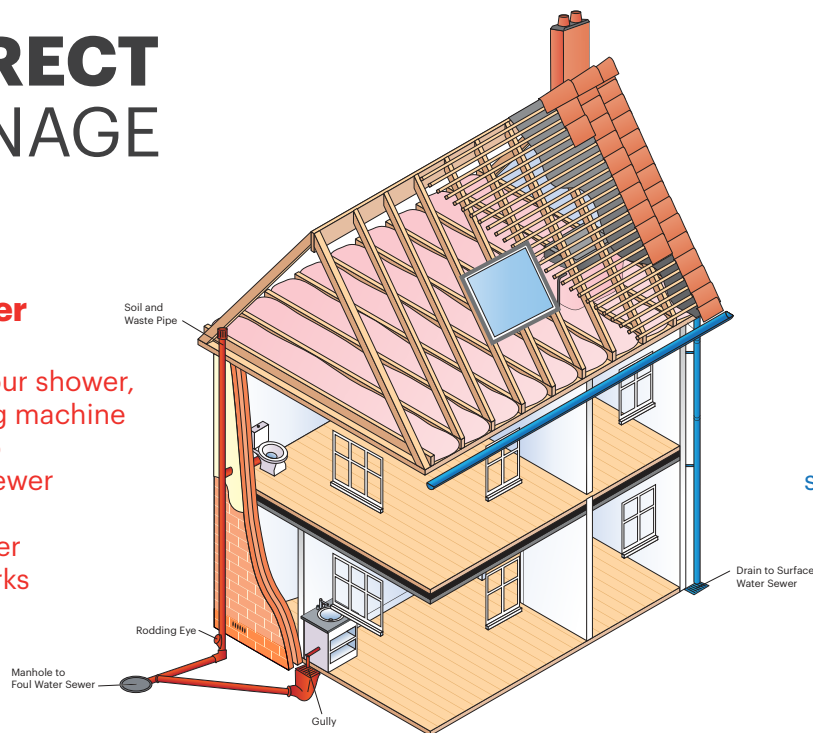 RECT
NAGE
er
our shower,
g machine
ewer
er
rks
s
Soil and
Waste Pipe
Rodding Eye
Manhole to
Foul Water Sewer
Gully
Drain to Surface
Water Sewer